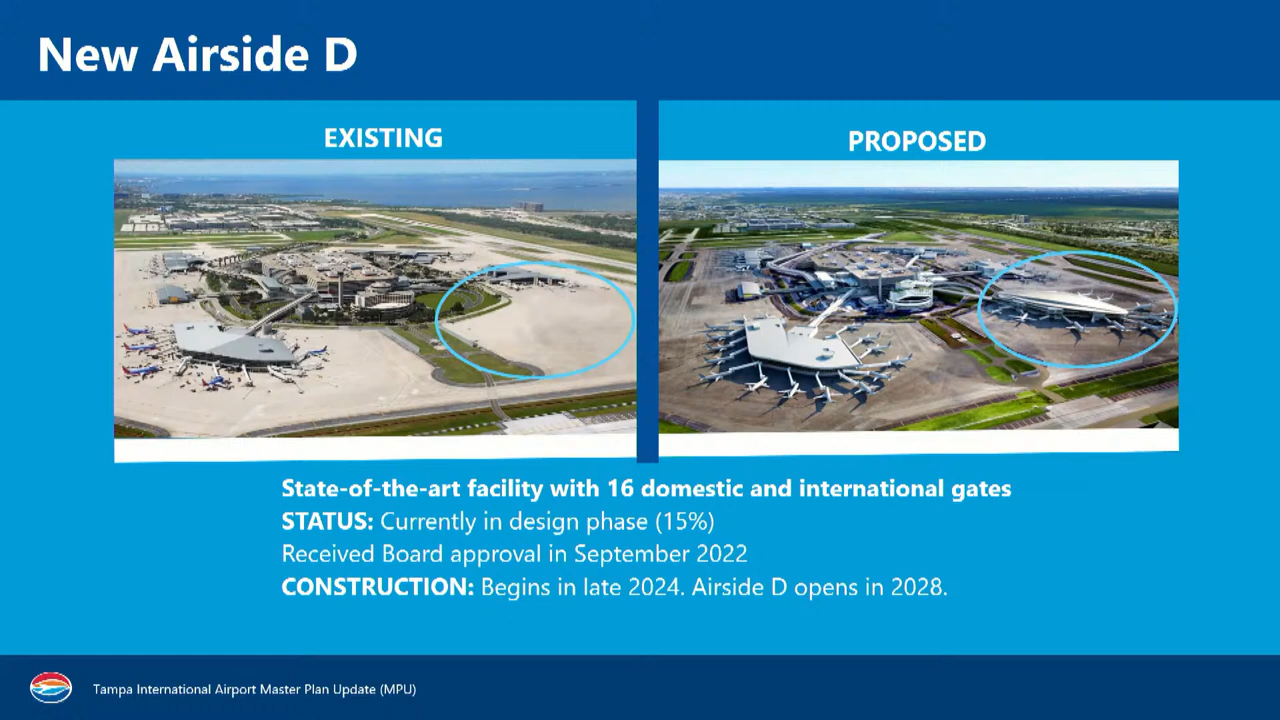 New Airside D
EXISTING
PROPOSED
State-of-the-art facility with 16 domestic and international gates
STATUS: Currently in design phase (15%)
Received Board approval in September 2022
CONSTRUCTION: Begins in late 2024. Airside D opens in 2028.
Tampa International Airport Master Plan Update (MPU)